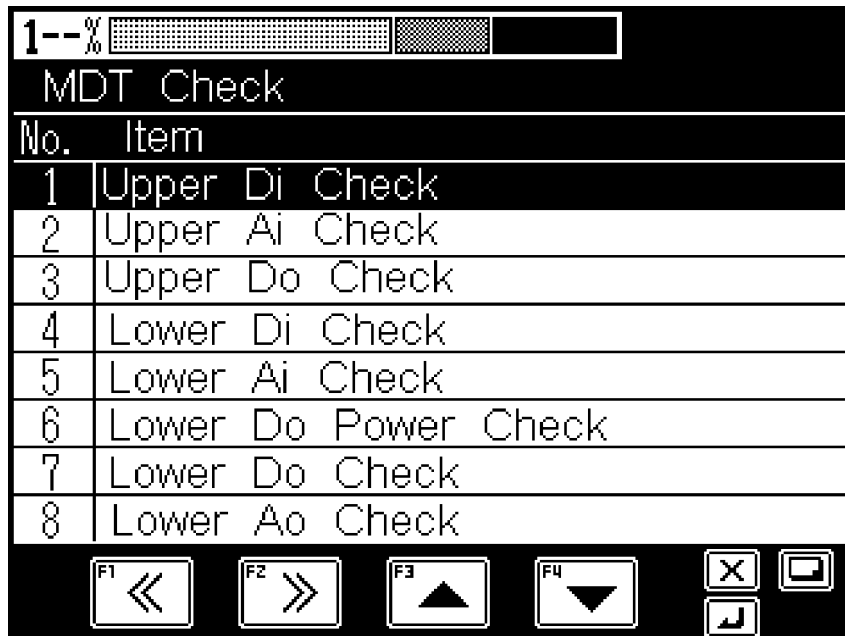 1--%
MDT Check
No. Item
1 Upper Di Check
2 Upper Ai Check
3 Upper Do Check
4 Lower Di Check
5 Lower Ai Check
6 Lower Do Power Check
7 Lower Do Check
8 Lower Ao Check
F1 F2 F3 F4